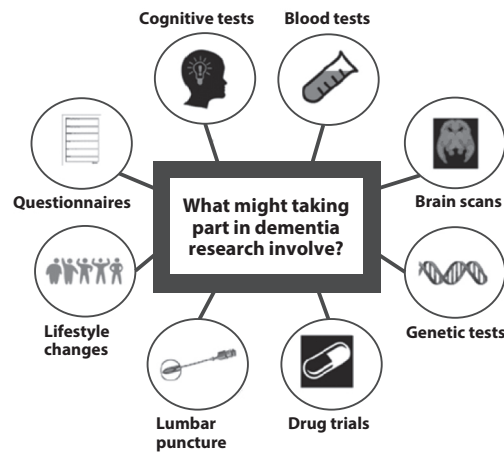 Cognitive tests
Blood tests
Questionnaires
What might taking
part in dementia
research involve?
Brain scans
Lifestyle
changes
Genetic tests
Lumbar
puncture
Drug trials